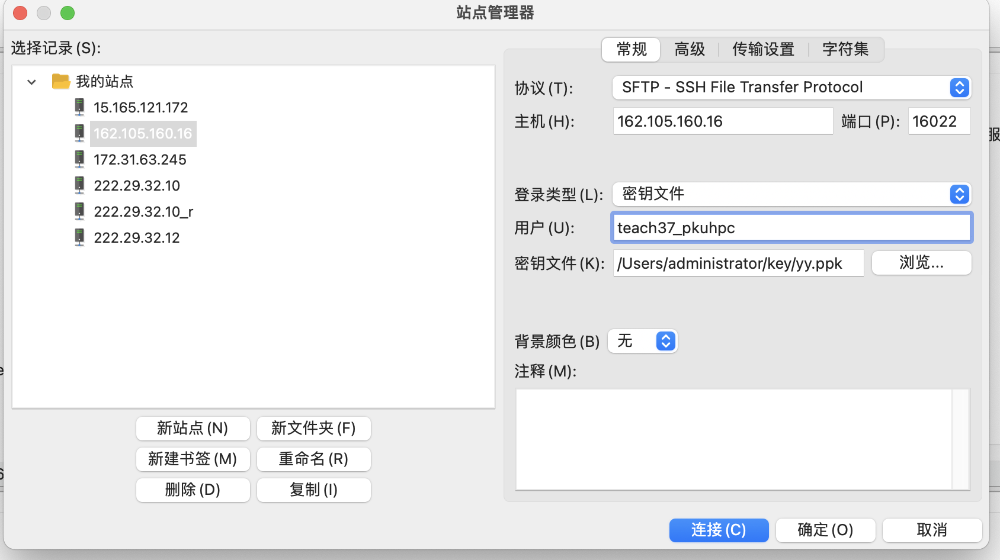 站点管理器
选择记录(S):
我的站点
15.165.121.172
162.105.160.16
172.31.63.245
222.29.32.10
222.29.32.10_r
222.29.32.12
新站点(N) 新文件夹(F)
新建书签(M) 重命名(R)
删除(D) 复制(I)
常规 高级 传输设置 字符集
协议(T): SFTP - SSH File Transfer Protocol
主机(H): 162.105.160.16 端口(P): 16022
登录类型(L): 密钥文件
用户(U): teach37_pkuhpc
密钥文件(K): /Users/administrator/key/yy.ppk 浏览...
背景颜色(B) 无
注释(M):
连接(C) 确定(O) 取消
服